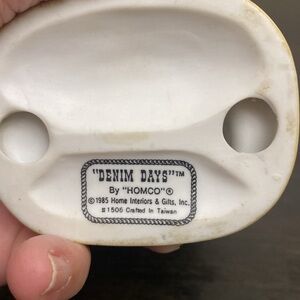 "DENIM DAYS"™
By "HOMCO"®
©1985 Home Interiors & Gifts, Inc.
#1506 Crafted in Taiwan